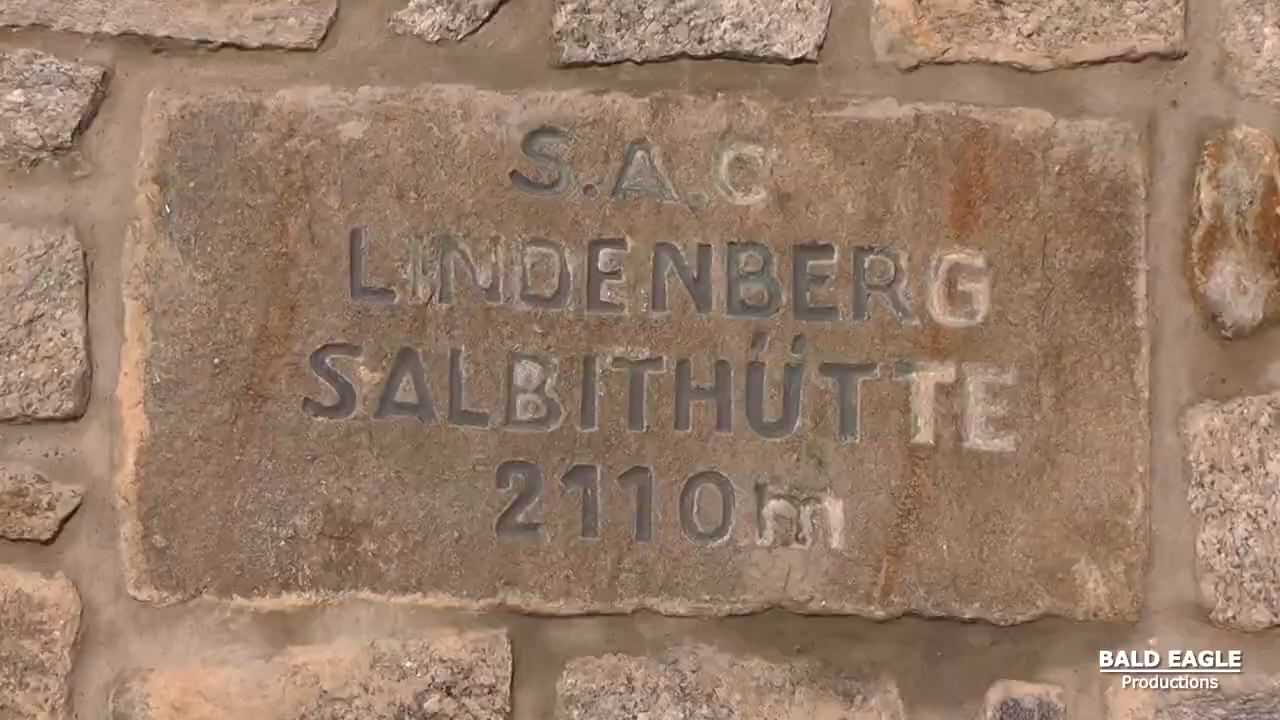 S.A.C
LINDENBERG
SALBITHÜTTE
2110m
BALD EAGLE
Productions